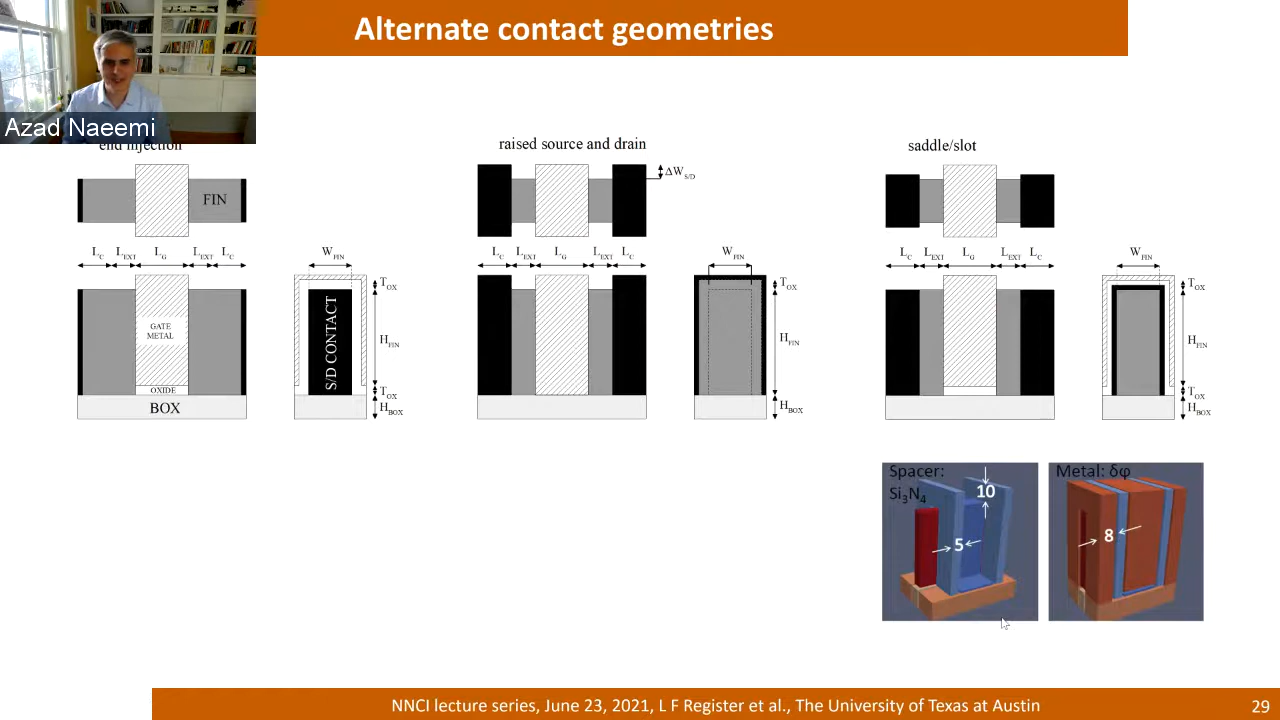 Alternate contact geometries
Azad Naeemi
end injection
raised source and drain
saddle/slot
ΔW_S/D
FIN
L_C L_EXT L_G L_EXT L_C
W_FIN
L_C L_EXT L_G L_EXT L_C
W_FIN
L_C L_EXT L_G L_EXT L_C
W_FIN
T_OX
T_OX
T_OX
GATE
METAL
S/D CONTACT
H_FIN
H_FIN
H_FIN
OXIDE
T_OX
T_OX
BOX
H_BOX
H_BOX
H_BOX
Spacer:
Si₃N₄
10
5
Metal: δφ
8
NNCI lecture series, June 23, 2021, L F Register et al., The University of Texas at Austin
29